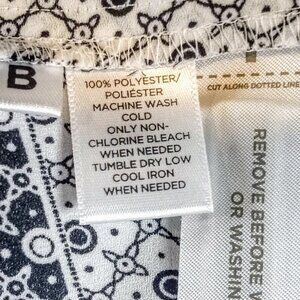 B
100% POLYESTER/
POLIÉSTER
MACHINE WASH
COLD
ONLY NON-
CHLORINE BLEACH
WHEN NEEDED
TUMBLE DRY LOW
COOL IRON
WHEN NEEDED
CUT ALONG DOTTED LINE
REMOVE BEFORE
OR